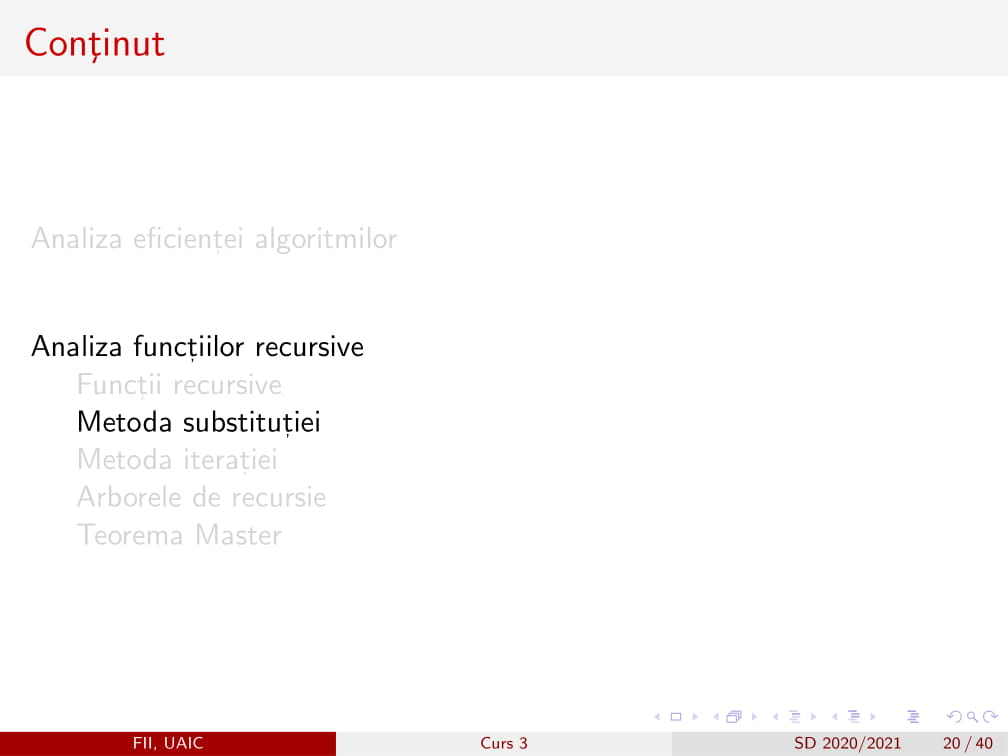 Conținut
Analiza eficienței algoritmilor
Analiza funcțiilor recursive
Funcții recursive
Metoda substituției
Metoda iterației
Arborele de recursie
Teorema Master
FII, UAIC
Curs 3
SD 2020/2021
20 / 40